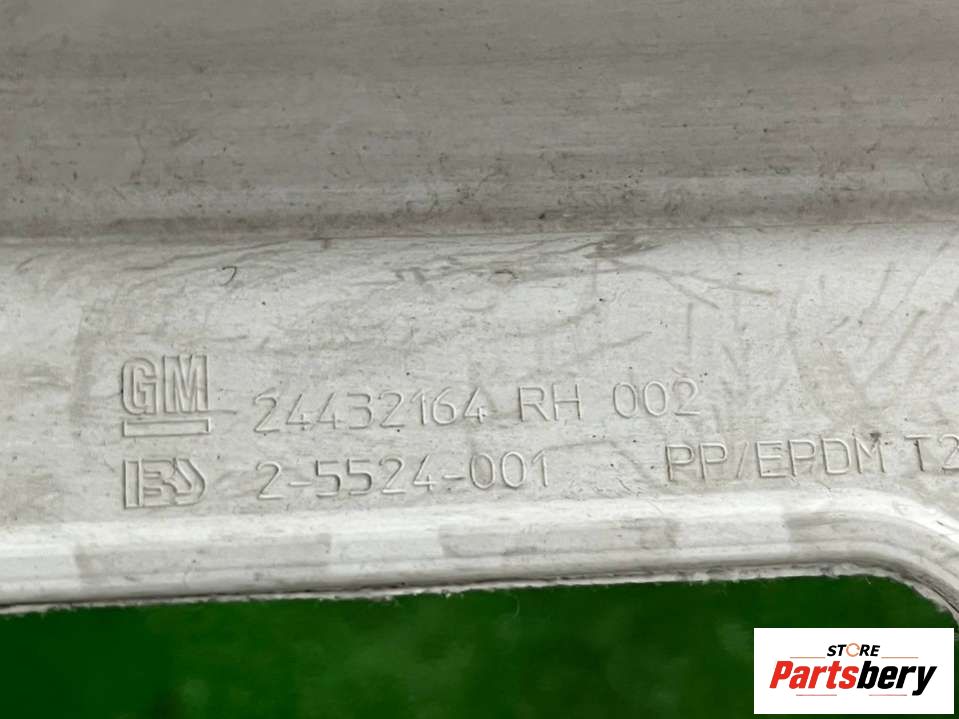 GM 24432164 RH 002
2-5524-001 PP/EPDM T2
STORE
Partsbery